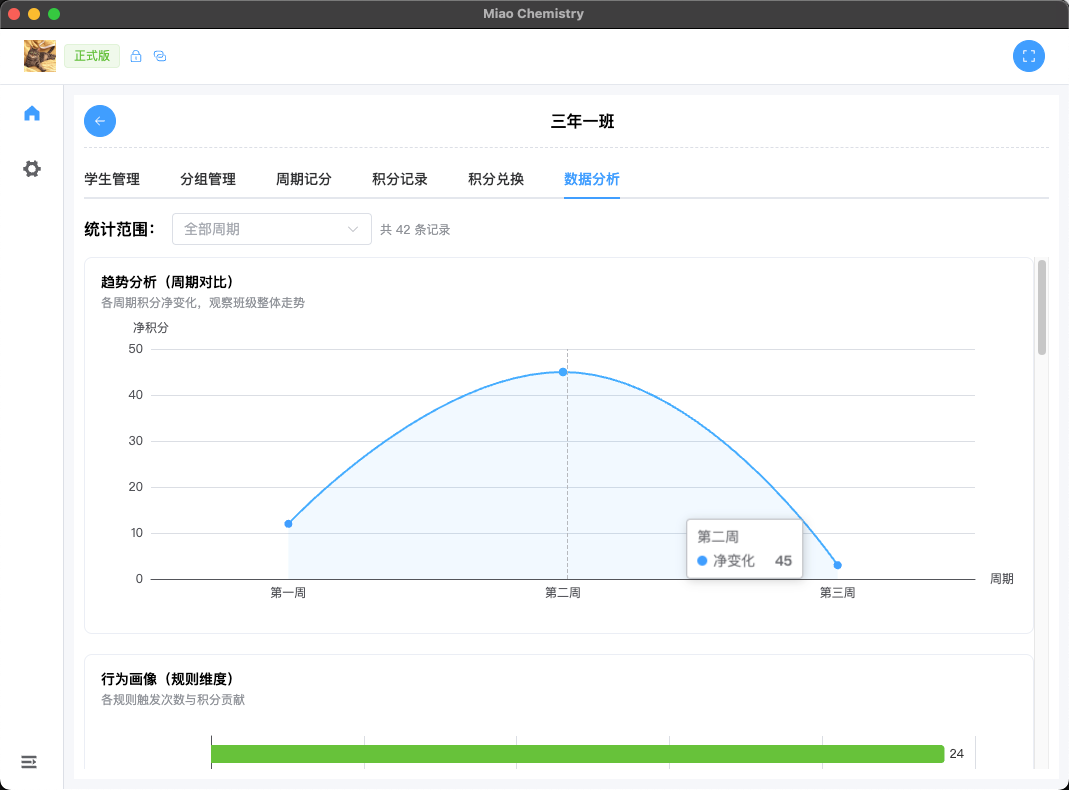 Miao Chemistry
正式版
三年一班
学生管理 分组管理 周期记分 积分记录 积分兑换 数据分析
统计范围： 全部周期 共 42 条记录
趋势分析（周期对比）
各周期积分净变化，观察班级整体走势
净积分
50
40
30
20
10
0
第二周
净变化 45
第一周 第二周 第三周 周期
行为画像（规则维度）
各规则触发次数与积分贡献
24